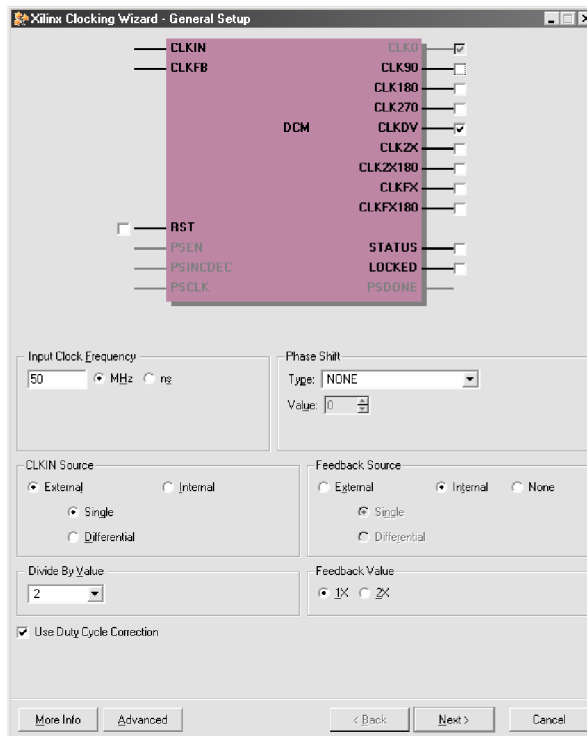 Xilinx Clocking Wizard - General Setup
CLKIN CLK0
CLKFB CLK90
CLK180
CLK270
DCM CLKDV
CLK2X
CLK2X180
CLKFX
CLKFX180
RST
PSEN STATUS
PSINCDEC LOCKED
PSCLK PSDONE
Input Clock Frequency
50 MHz ns
Phase Shift
Type: NONE
Value: 0
CLKIN Source
External Internal
Single
Differential
Feedback Source
External Internal None
Single
Differential
Divide By Value
2
Feedback Value
1X 2X
Use Duty Cycle Correction
More Info Advanced < Back Next > Cancel